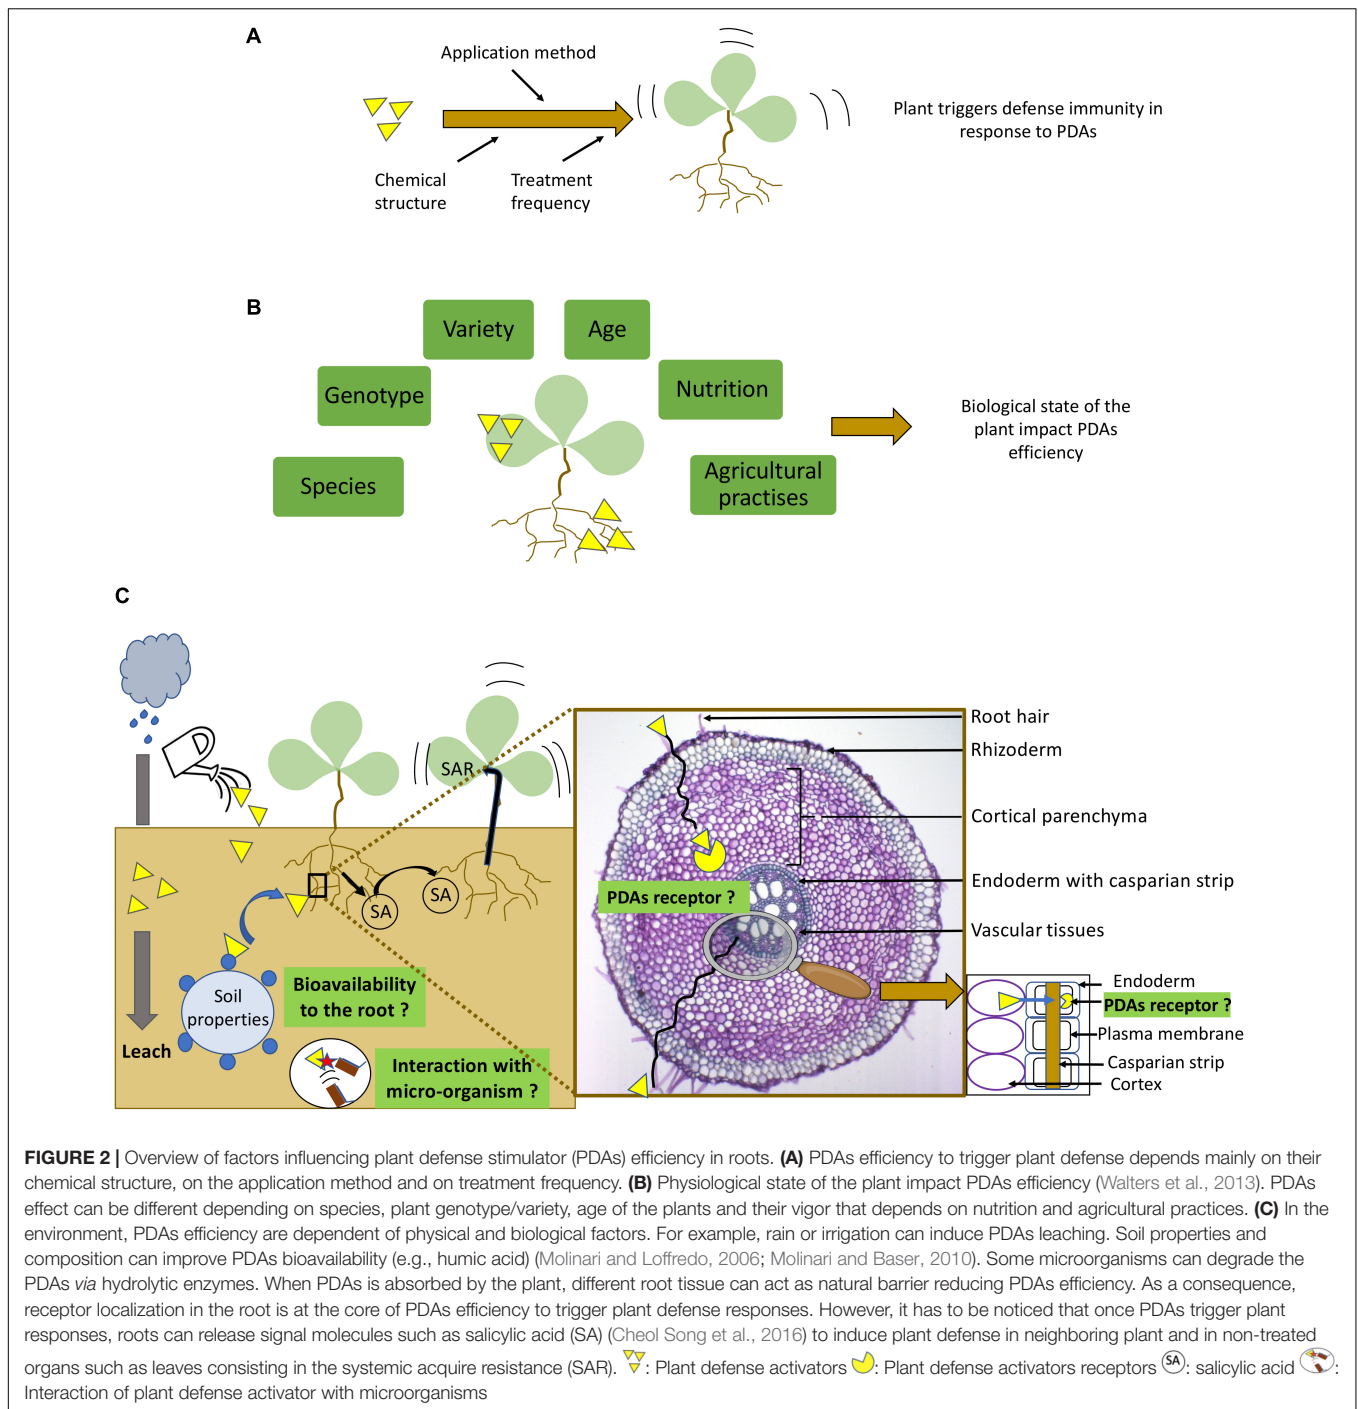 A
Application method
Chemical
structure
Treatment
frequency
Plant triggers defense immunity in
response to PDAs
B
Variety
Age
Genotype
Nutrition
Species
Agricultural
practises
Biological state of the
plant impact PDAs
efficiency
C
SAR
SA
SA
Soil
properties
Leach
Bioavailability
to the root ?
Interaction with
micro-organism ?
PDAs receptor ?
Root hair
Rhizoderm
Cortical parenchyma
Endoderm with casparian strip
Vascular tissues
Endoderm
PDAs receptor ?
Plasma membrane
Casparian strip
Cortex
FIGURE 2 | Overview of factors influencing plant defense stimulator (PDAs) efficiency in roots. (A) PDAs efficiency to trigger plant defense depends mainly on their
chemical structure, on the application method and on treatment frequency. (B) Physiological state of the plant impact PDAs efficiency (Walters et al., 2013). PDAs
effect can be different depending on species, plant genotype/variety, age of the plants and their vigor that depends on nutrition and agricultural practices. (C) In the
environment, PDAs efficiency are dependent of physical and biological factors. For example, rain or irrigation can induce PDAs leaching. Soil properties and
composition can improve PDAs bioavailability (e.g., humic acid) (Molinari and Loffredo, 2006; Molinari and Baser, 2010). Some microorganisms can degrade the
PDAs via hydrolytic enzymes. When PDAs is absorbed by the plant, different root tissue can act as natural barrier reducing PDAs efficiency. As a consequence,
receptor localization in the root is at the core of PDAs efficiency to trigger plant defense responses. However, it has to be noticed that once PDAs trigger plant
responses, roots can release signal molecules such as salicylic acid (SA) (Cheol Song et al., 2016) to induce plant defense in neighboring plant and in non-treated
organs such as leaves consisting in the systemic acquire resistance (SAR). : Plant defense activators : Plant defense activators receptors SA : salicylic acid :
Interaction of plant defense activator with microorganisms